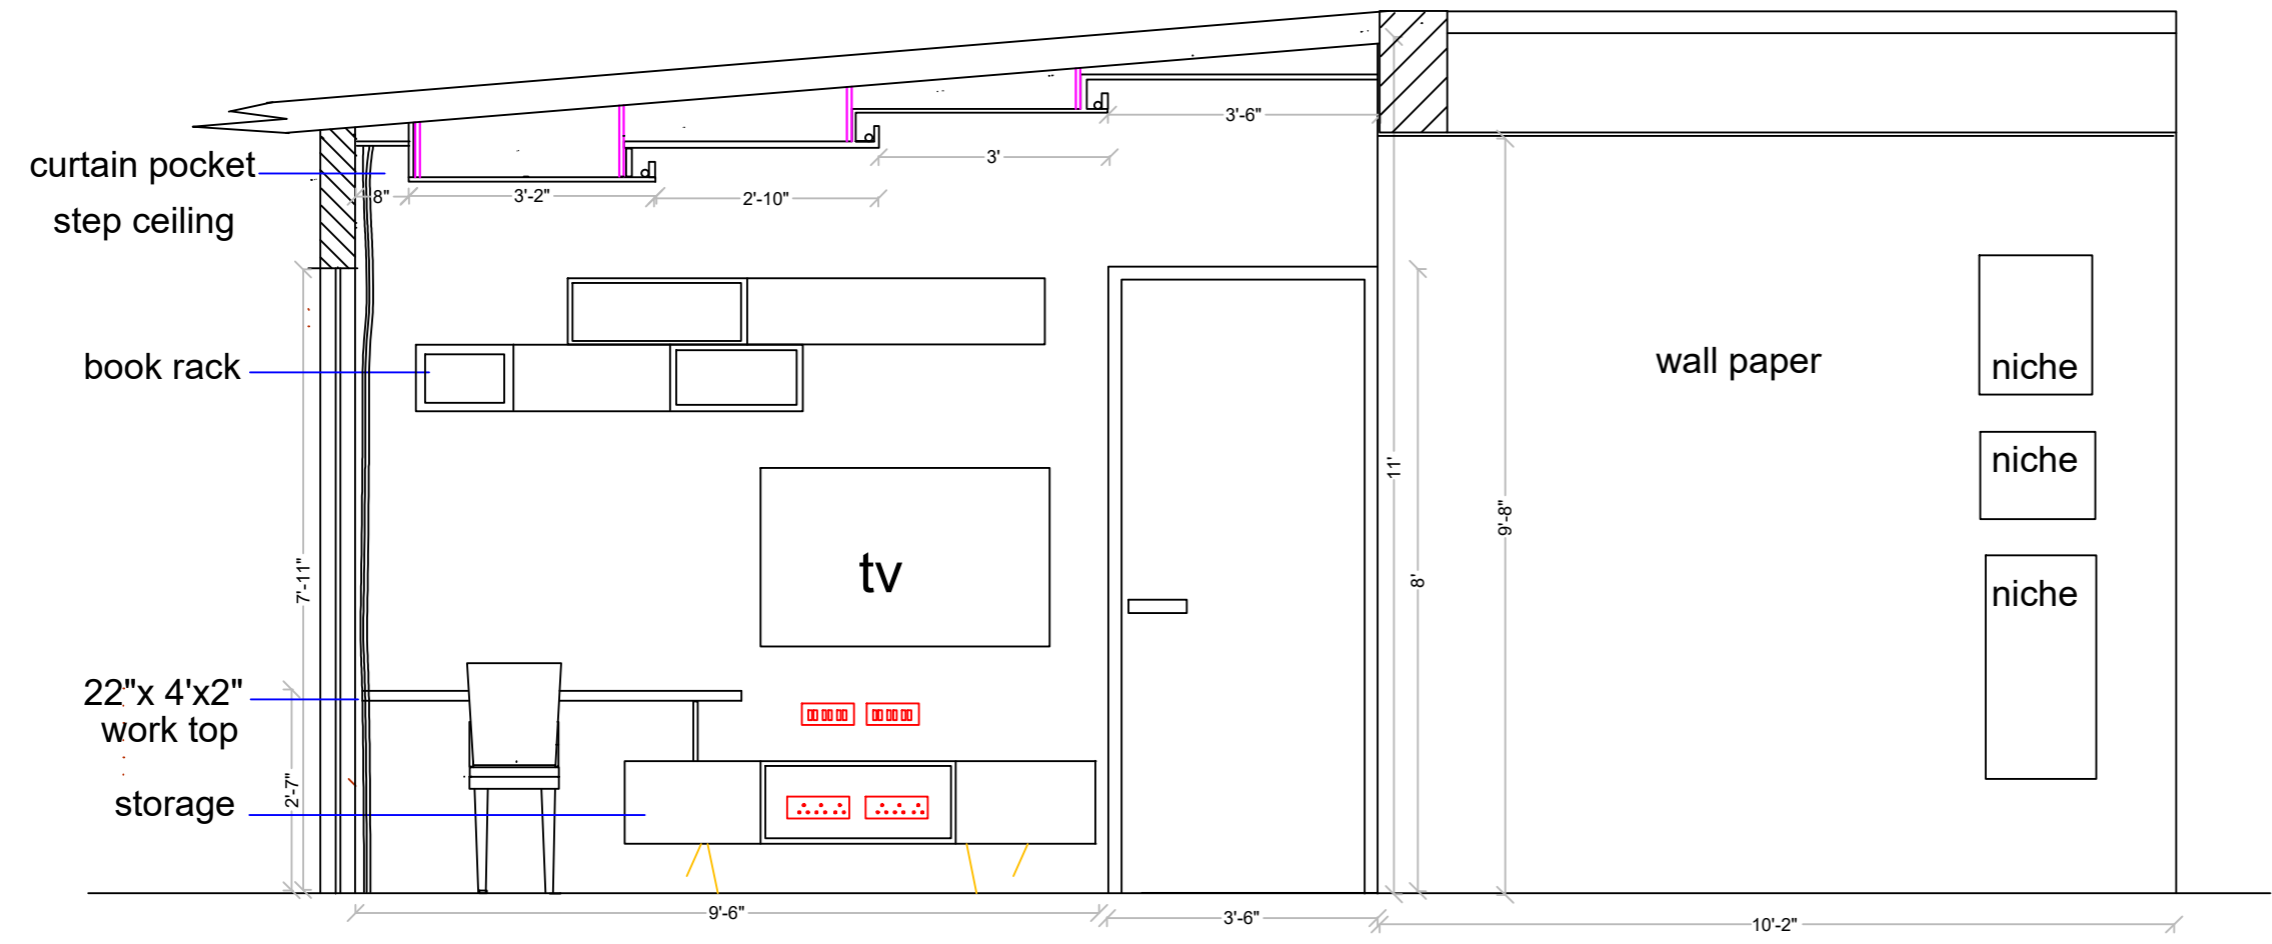 3'-6"
curtain pocket
3'
8"
3'-2"
2'-10"
step ceiling
book rack
wall paper
niche
niche
11'
9'-8"
tv
7'-11"
8'
niche
22"x 4'x2"
work top
2'-7"
storage
9'-6"
3'-6"
10'-2"